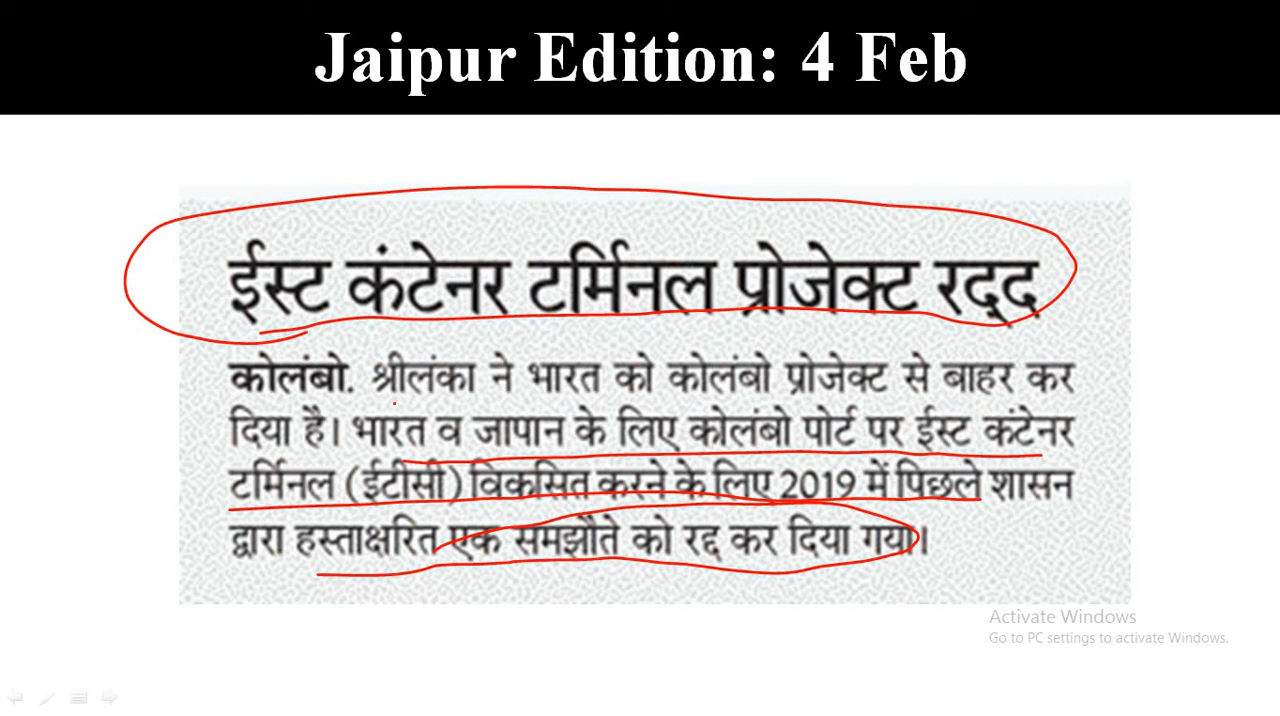 Jaipur Edition: 4 Feb
ईस्ट कंटेनर टर्मिनल प्रोजेक्ट रद्द
कोलंबो. श्रीलंका ने भारत को कोलंबो प्रोजेक्ट से बाहर कर
दिया है। भारत व जापान के लिए कोलंबो पोर्ट पर ईस्ट कंटेनर
टर्मिनल (ईटीसी) विकसित करने के लिए 2019 में पिछले शासन
द्वारा हस्ताक्षरित एक समझौते को रद्द कर दिया गया।
Activate Windows
Go to PC settings to activate Windows.